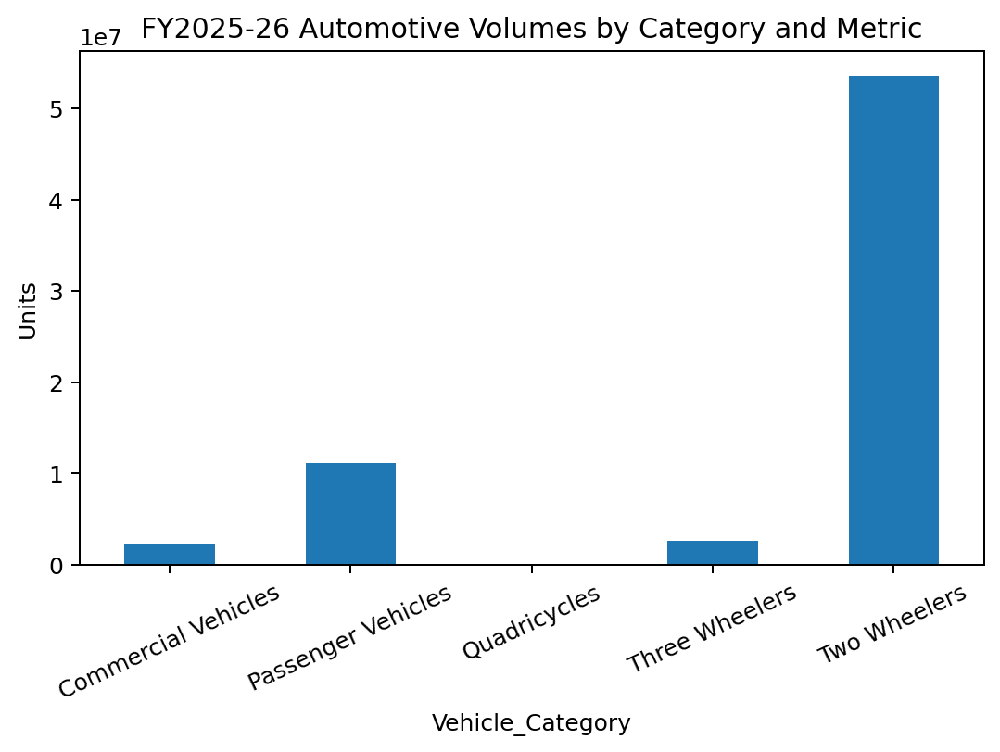 FY2025-26 Automotive Volumes by Category and Metric
1e7
5
4
3
2
1
0
Units
Commercial Vehicles
Passenger Vehicles
Quadricycles
Three Wheelers
Two Wheelers
Vehicle_Category